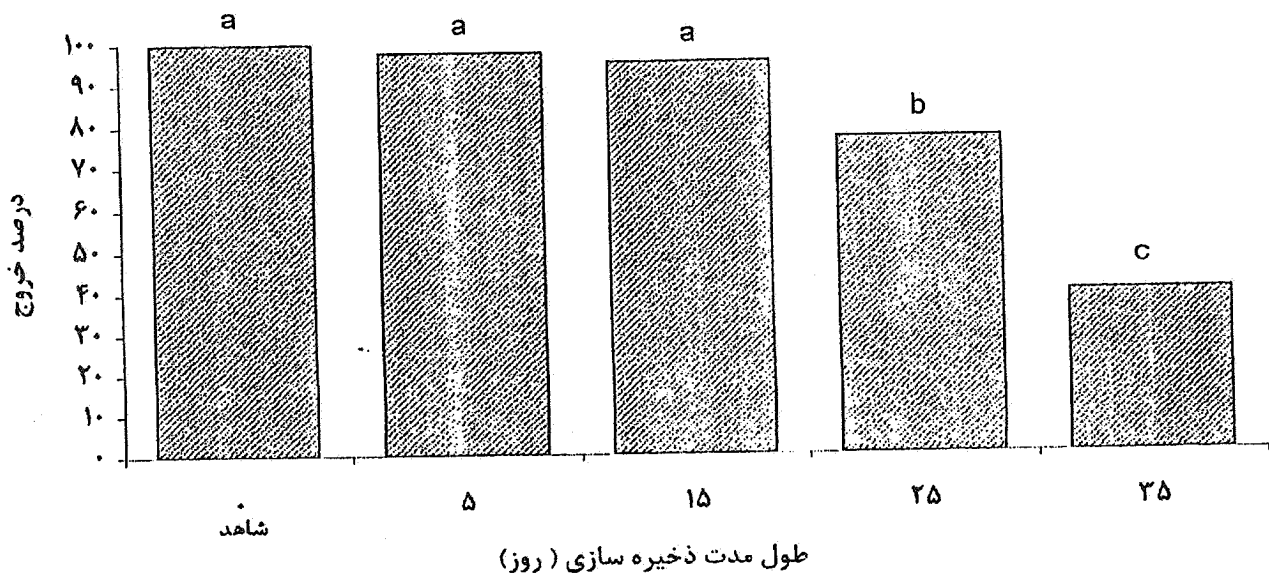 a
a
a
b
c
۱۰۰
۹۰
۸۰
۷۰
۶۰
۵۰
۴۰
۳۰
۲۰
۱۰
۰
درصد خروج
۰
۵
۱۵
۲۵
۳۵
شاهد
طول مدت ذخیره سازی ( روز)